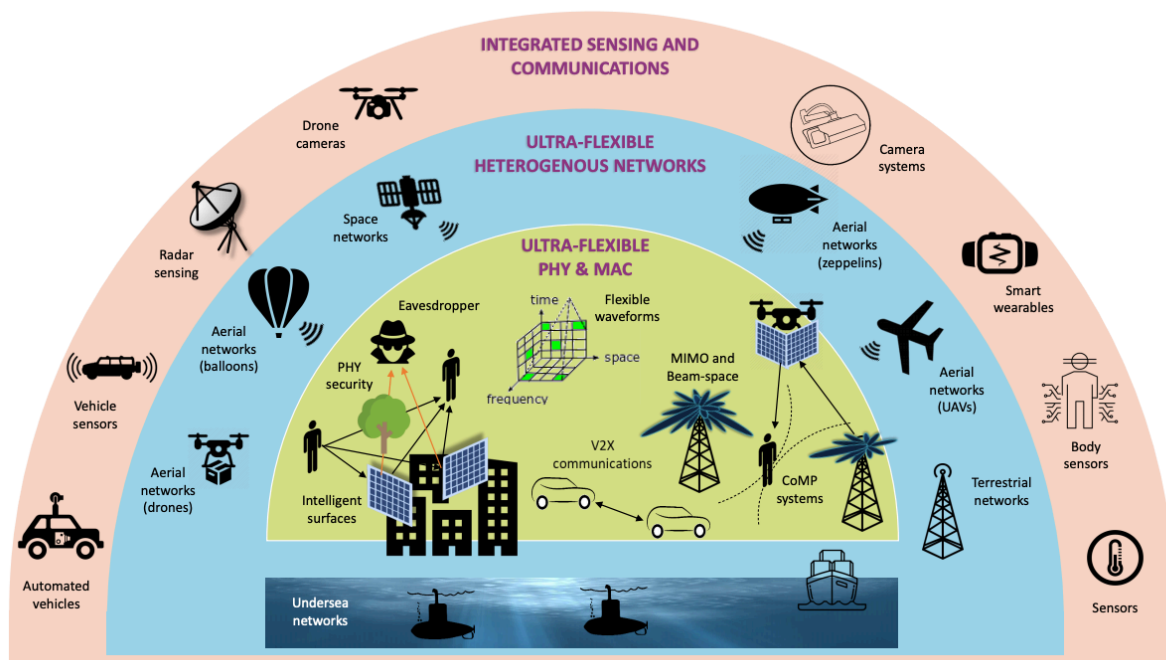 INTEGRATED SENSING AND
COMMUNICATIONS
Drone
cameras
Camera
systems
Radar
sensing
Smart
wearables
Vehicle
sensors
Body
sensors
Automated
vehicles
Sensors
ULTRA-FLEXIBLE
HETEROGENOUS NETWORKS
Space
networks
Aerial
networks
(zeppelins)
Aerial
networks
(balloons)
Aerial
networks
(UAVs)
Aerial
networks
(drones)
Terrestrial
networks
ULTRA-FLEXIBLE
PHY & MAC
Eavesdropper
time
Flexible
waveforms
space
frequency
PHY
security
MIMO and
Beam-space
V2X
communications
CoMP
systems
Intelligent
surfaces
Undersea
networks